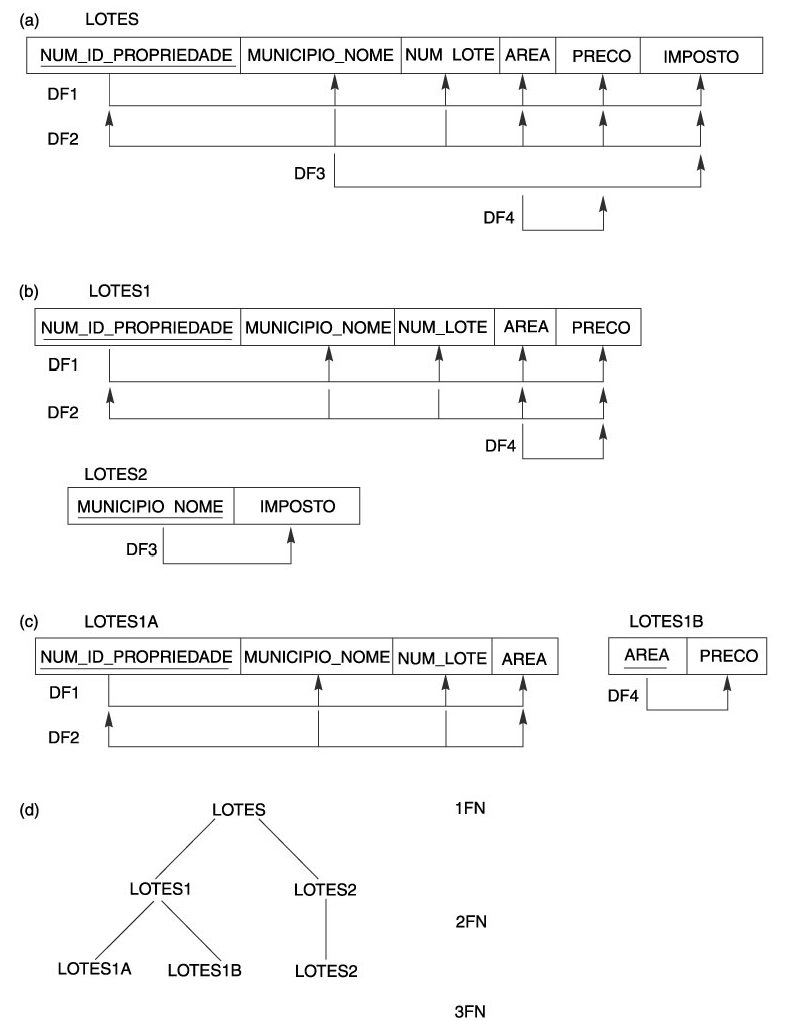 (a) LOTES
NUM_ID_PROPRIEDADE MUNICIPIO_NOME NUM LOTE AREA PRECO IMPOSTO
DF1
DF2
DF3
DF4
(b) LOTES1
NUM_ID_PROPRIEDADE MUNICIPIO_NOME NUM_LOTE AREA PRECO
DF1
DF2
DF4
LOTES2
MUNICIPIO NOME IMPOSTO
DF3
(c) LOTES1A LOTES1B
NUM_ID_PROPRIEDADE MUNICIPIO_NOME NUM_LOTE AREA AREA PRECO
DF1 DF4
DF2
(d) LOTES 1FN
LOTES1 LOTES2
2FN
LOTES1A LOTES1B LOTES2
3FN